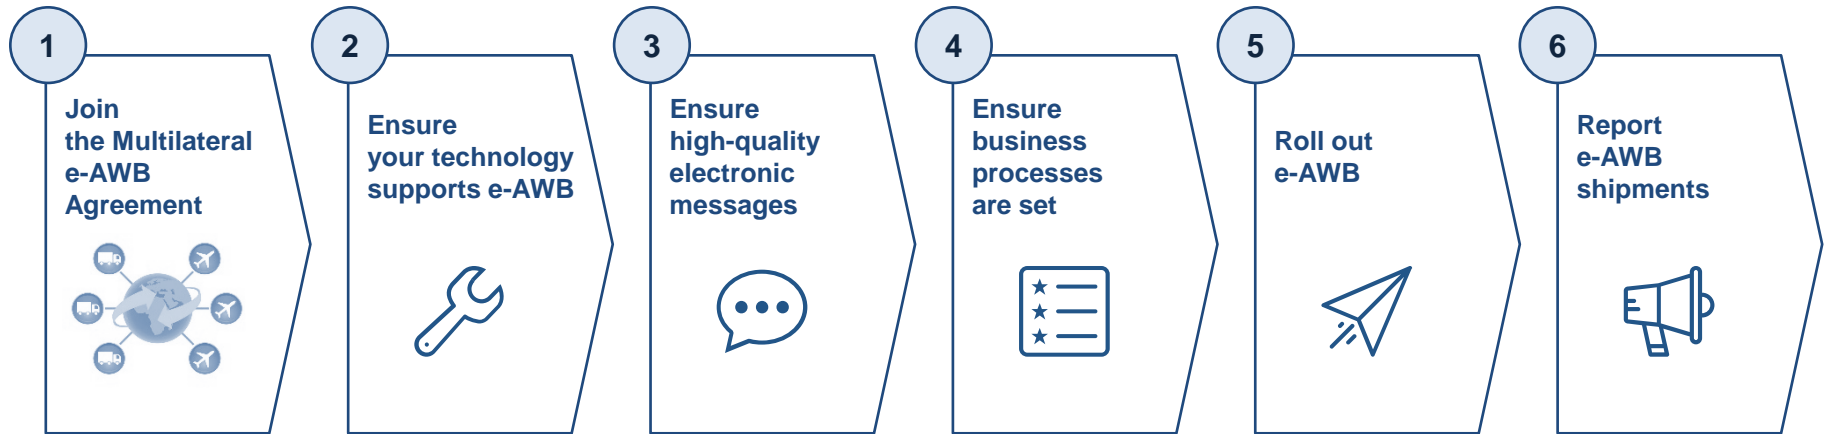 1
Join
the Multilateral
e-AWB
Agreement
2
Ensure
your technology
supports e-AWB
3
Ensure
high-quality
electronic
messages
4
Ensure
business
processes
are set
5
Roll out
e-AWB
6
Report
e-AWB
shipments